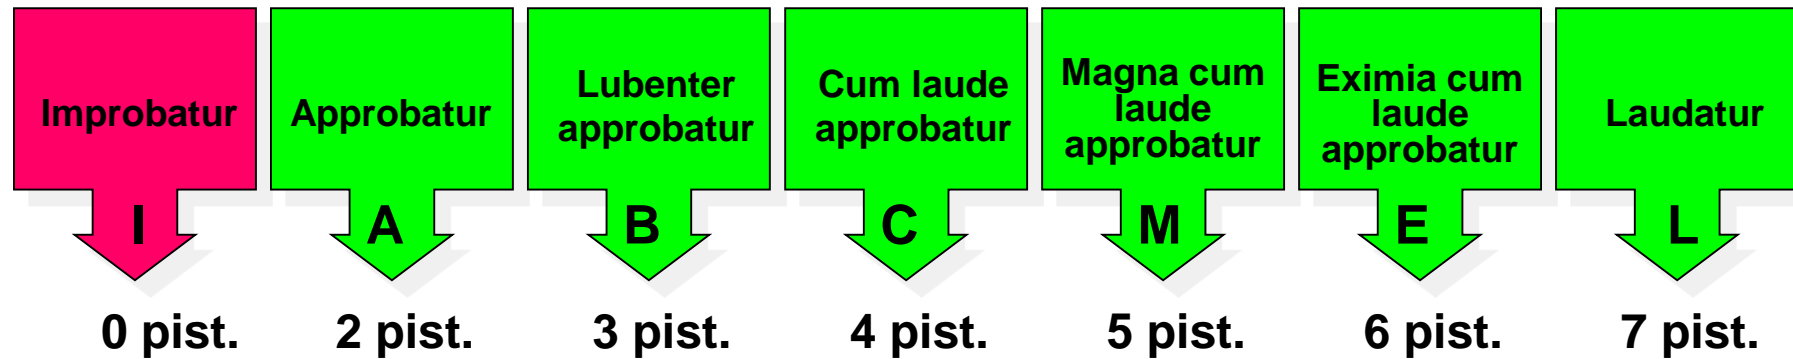 Improbatur
I
0 pist.
Approbatur
A
2 pist.
Lubenter
approbatur
B
3 pist.
Cum laude
approbatur
C
4 pist.
Magna cum
laude
approbatur
M
5 pist.
Eximia cum
laude
approbatur
E
6 pist.
Laudatur
L
7 pist.